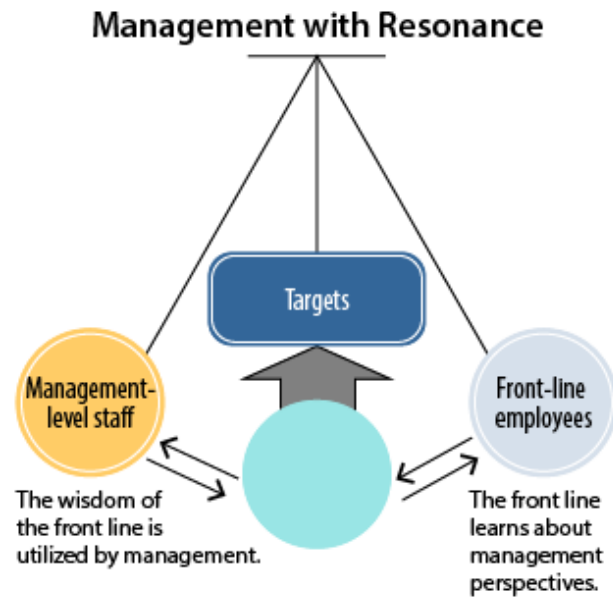 Management with Resonance
Targets
Management-
level staff
Front-line
employees
The wisdom of
the front line is
utilized by management.
The front line
learns about
management
perspectives.